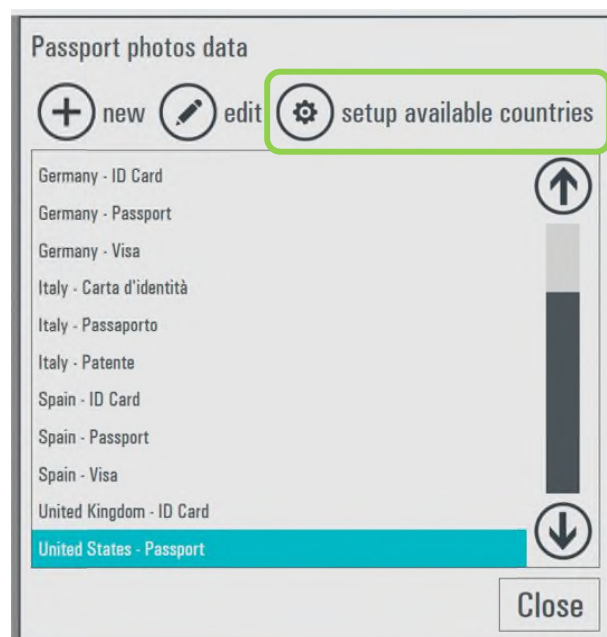 Passport photos data
new edit setup available countries
Germany - ID Card
Germany - Passport
Germany - Visa
Italy - Carta d'identità
Italy - Passaporto
Italy - Patente
Spain - ID Card
Spain - Passport
Spain - Visa
United Kingdom - ID Card
United States - Passport
Close